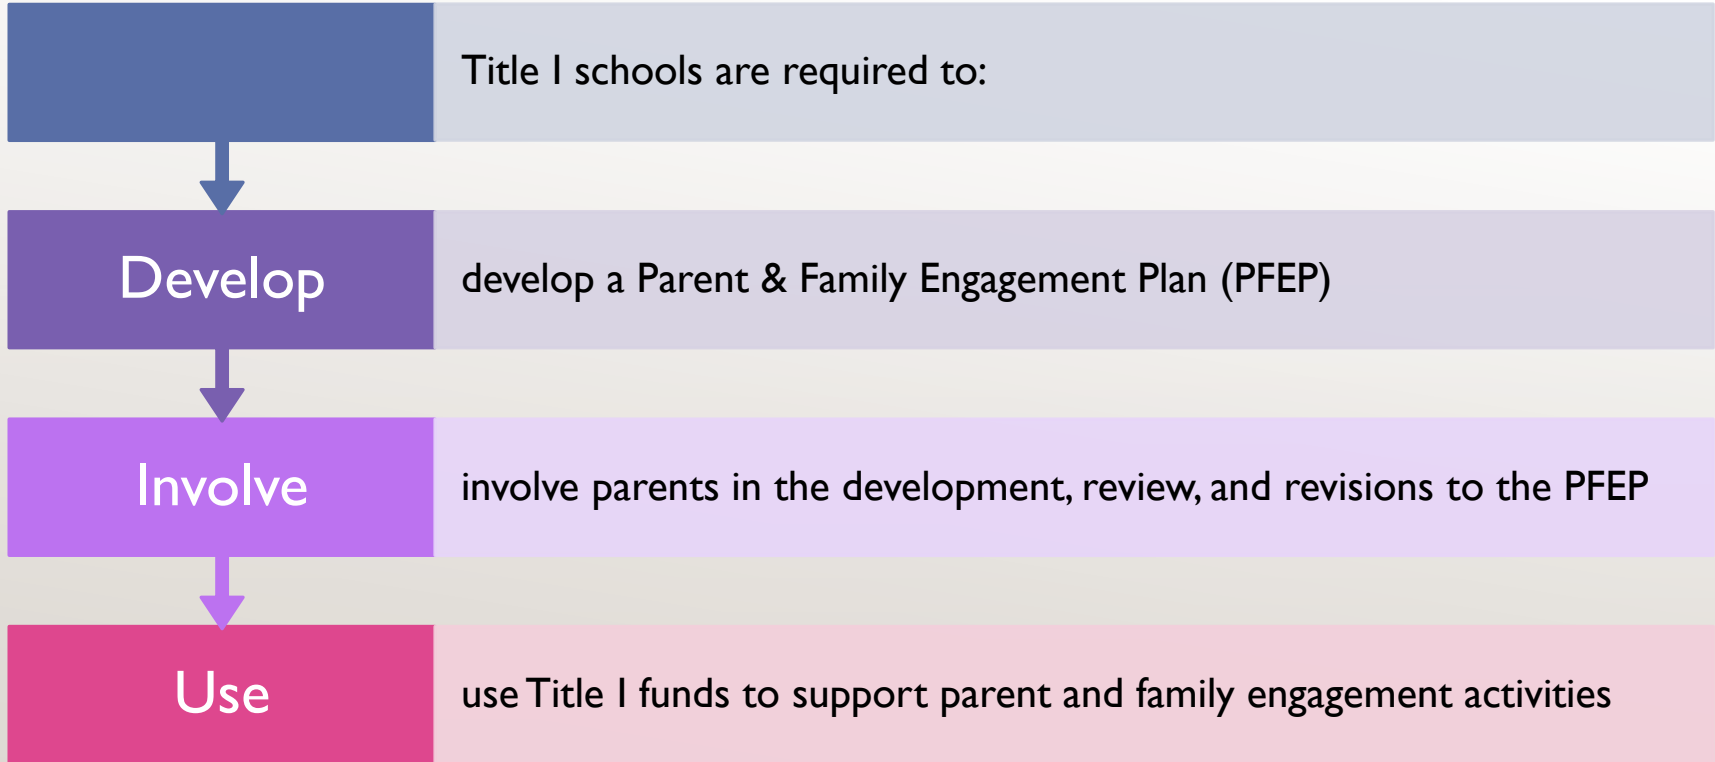 Title I schools are required to:
Develop
develop a Parent & Family Engagement Plan (PFEP)
Involve
involve parents in the development, review, and revisions to the PFEP
Use
use Title I funds to support parent and family engagement activities